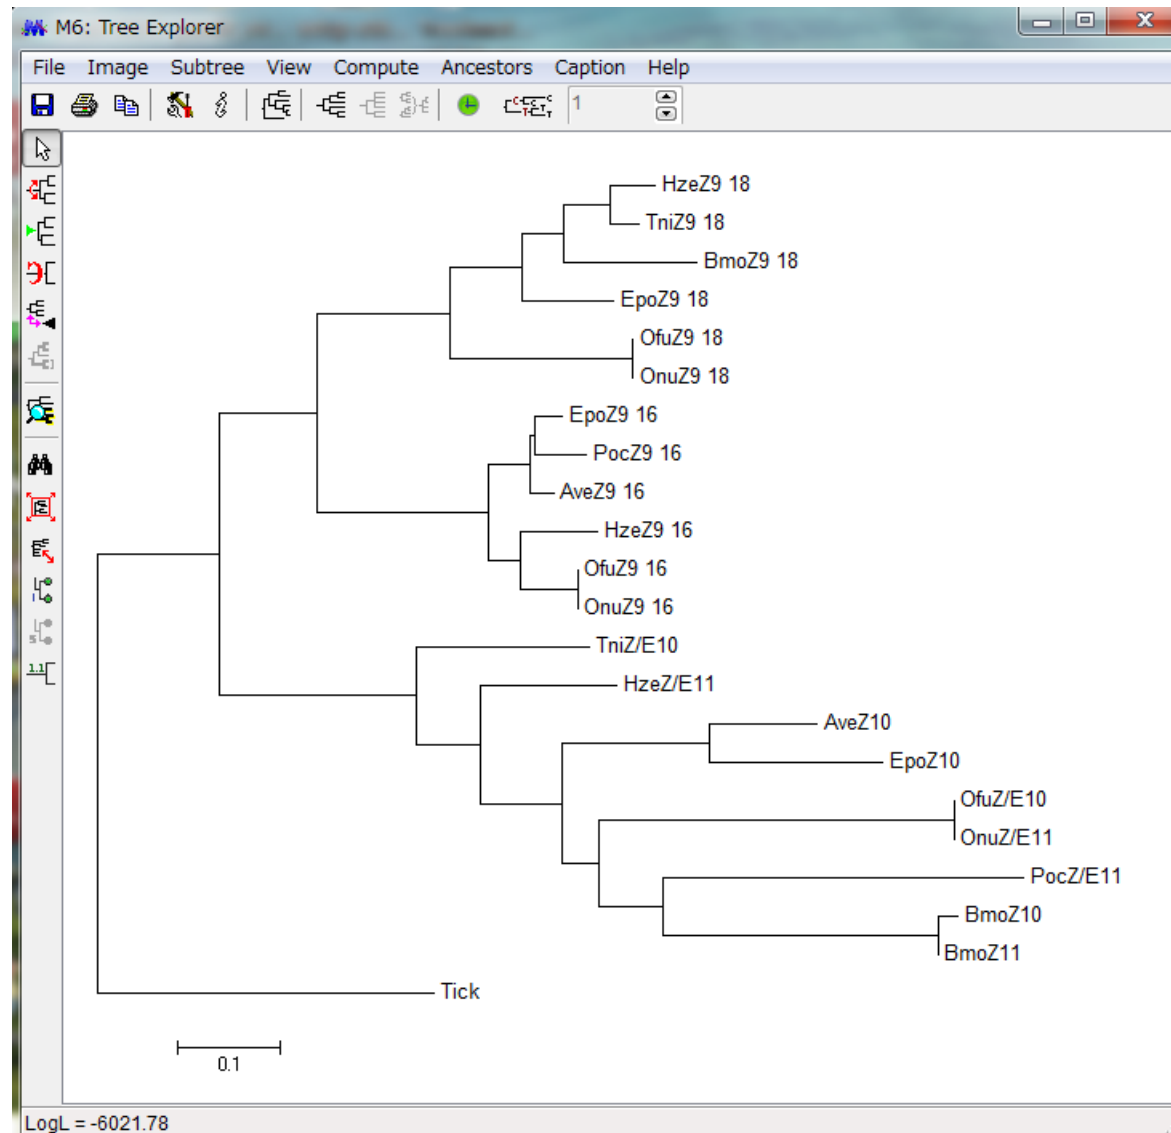 M6: Tree Explorer
File Image Subtree View Compute Ancestors Caption Help
1
HzeZ9 18
TniZ9 18
BmoZ9 18
EpoZ9 18
OfuZ9 18
OnuZ9 18
EpoZ9 16
PocZ9 16
AveZ9 16
HzeZ9 16
OfuZ9 16
OnuZ9 16
TniZ/E10
HzeZ/E11
AveZ10
EpoZ10
OfuZ/E10
OnuZ/E11
PocZ/E11
BmoZ10
BmoZ11
Tick
0.1
LogL = -6021.78